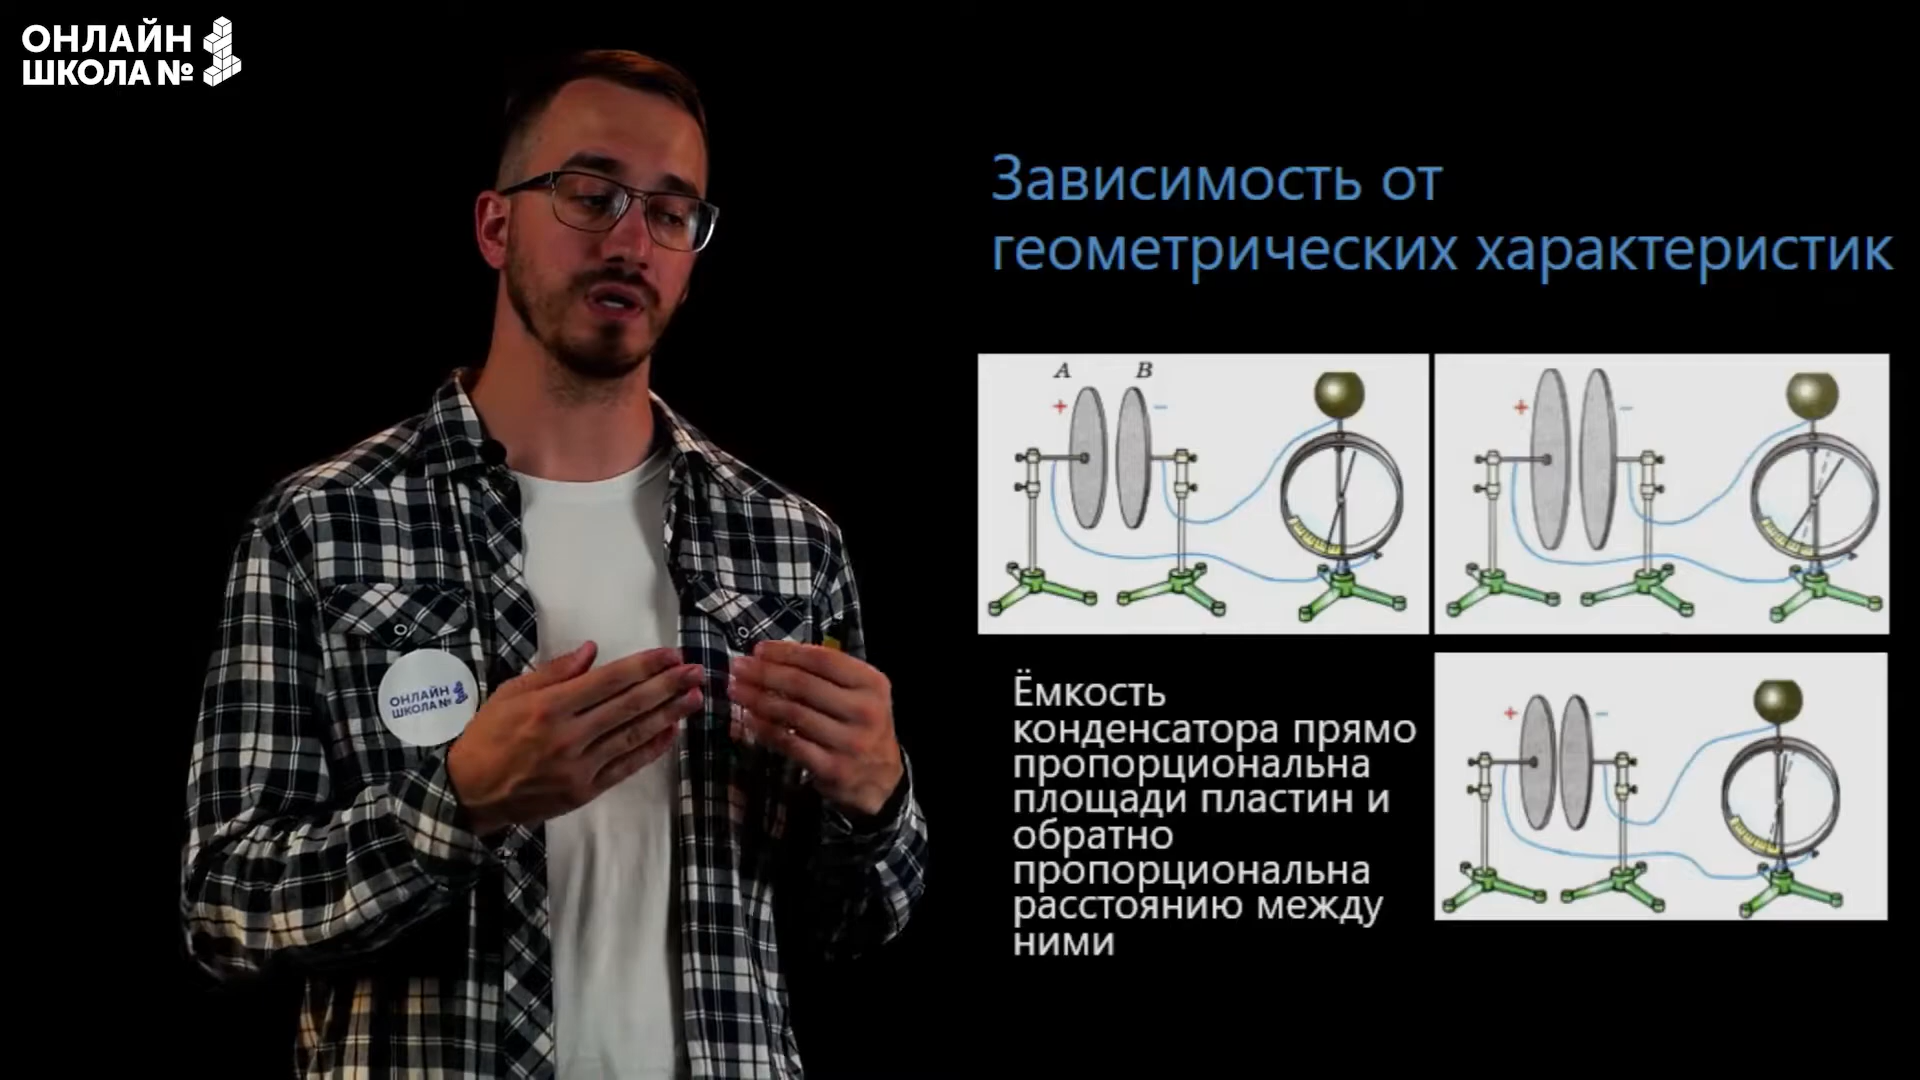 ОНЛАЙН
ШКОЛА №
Зависимость от
геометрических характеристик
A B
+ −
+ −
Ёмкость
конденсатора прямо
пропорциональна
площади пластин и
обратно
пропорциональна
расстоянию между
ними
+ −
ОНЛАЙН
ШКОЛА №